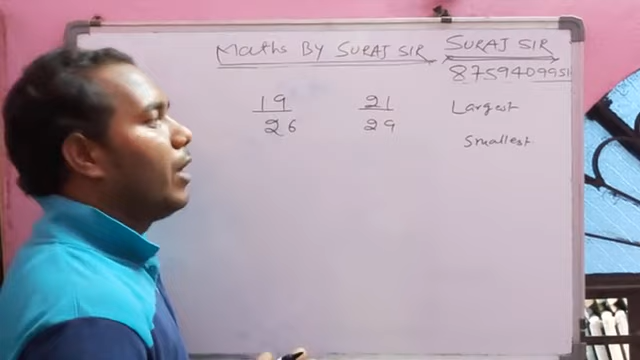 Maths By SURAJ SIR
SURAJ SIR
8759409951
19 21 Largest
26 29
Smallest